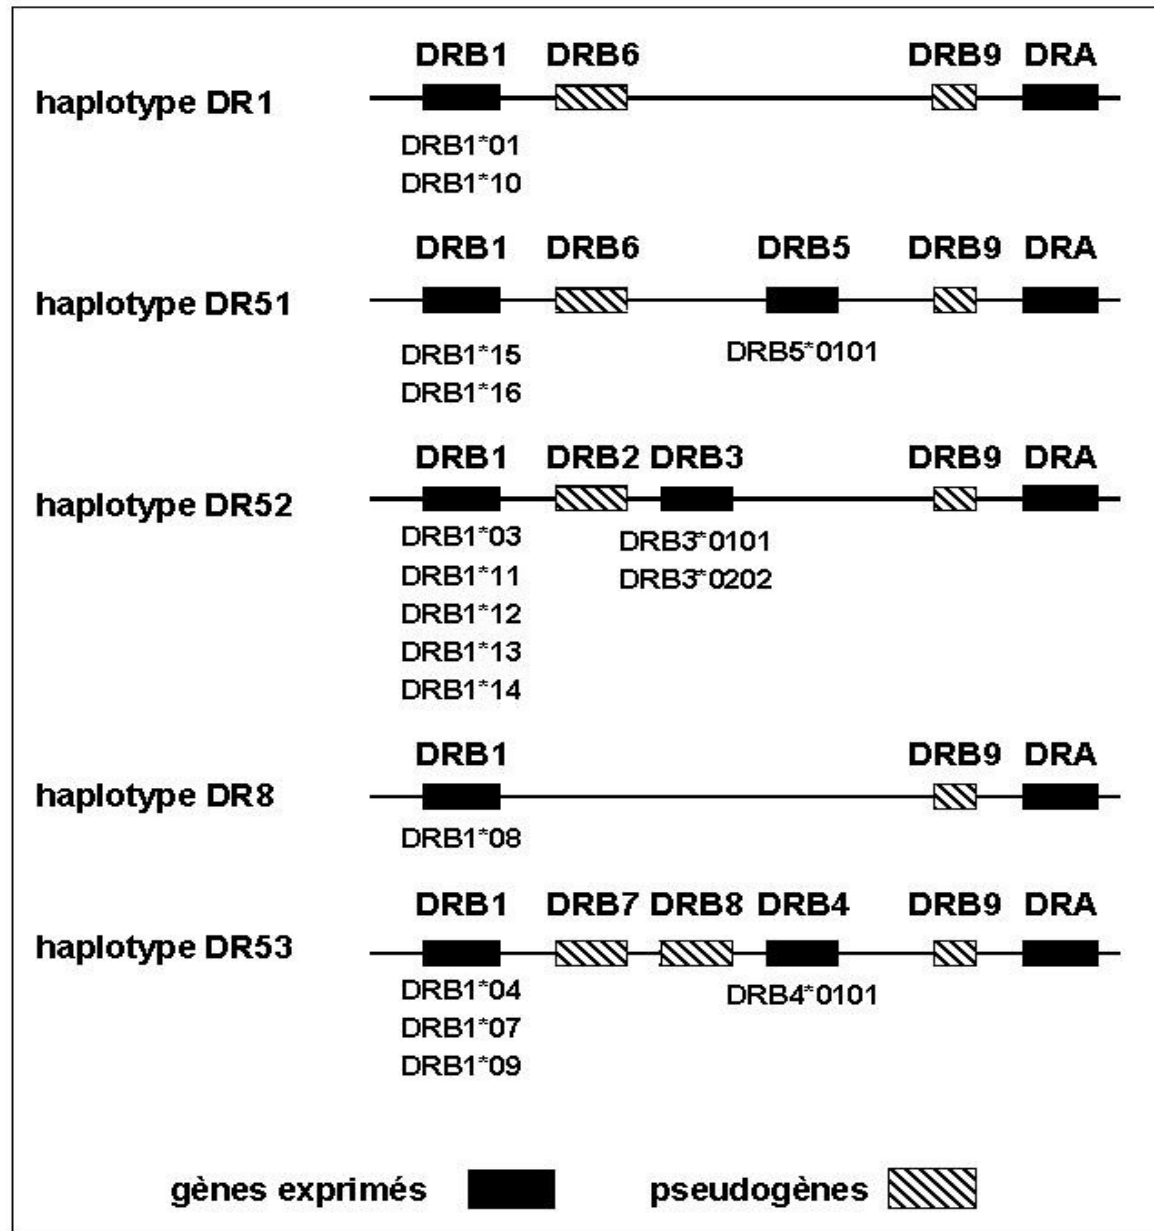 DRB1 DRB6 DRB9 DRA
haplotype DR1
DRB1*01
DRB1*10
DRB1 DRB6 DRB5 DRB9 DRA
haplotype DR51
DRB1*15 DRB5*0101
DRB1*16
DRB1 DRB2 DRB3 DRB9 DRA
haplotype DR52
DRB1*03 DRB3*0101
DRB1*11 DRB3*0202
DRB1*12
DRB1*13
DRB1*14
DRB1 DRB9 DRA
haplotype DR8
DRB1*08
DRB1 DRB7 DRB8 DRB4 DRB9 DRA
haplotype DR53
DRB1*04 DRB4*0101
DRB1*07
DRB1*09
gènes exprimés pseudogènes